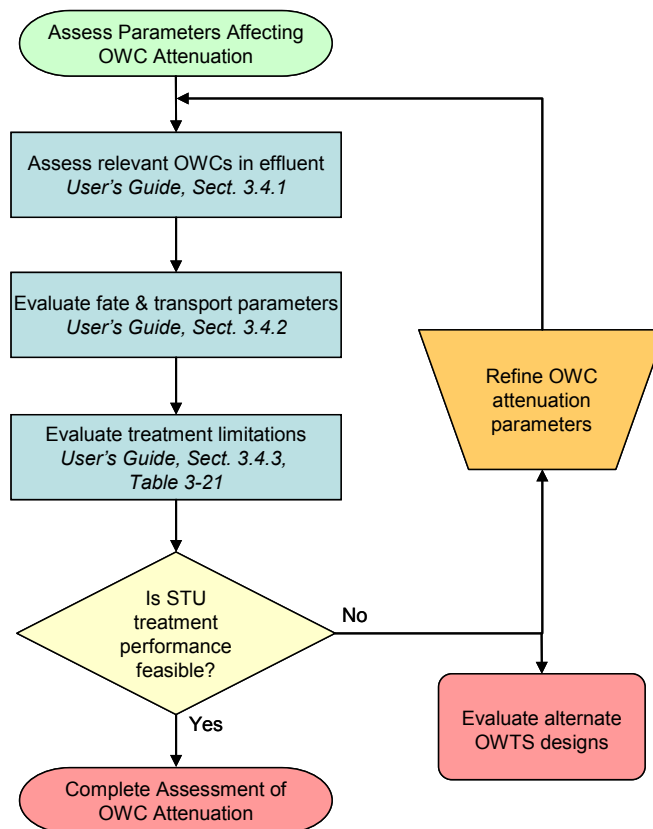 Assess Parameters Affecting
OWC Attenuation
Assess relevant OWCs in effluent
User's Guide, Sect. 3.4.1
Evaluate fate & transport parameters
User's Guide, Sect. 3.4.2
Evaluate treatment limitations
User's Guide, Sect. 3.4.3,
Table 3-21
Refine OWC
attenuation
parameters
Is STU
treatment
performance
feasible?
No
Yes
Evaluate alternate
OWTS designs
Complete Assessment of
OWC Attenuation